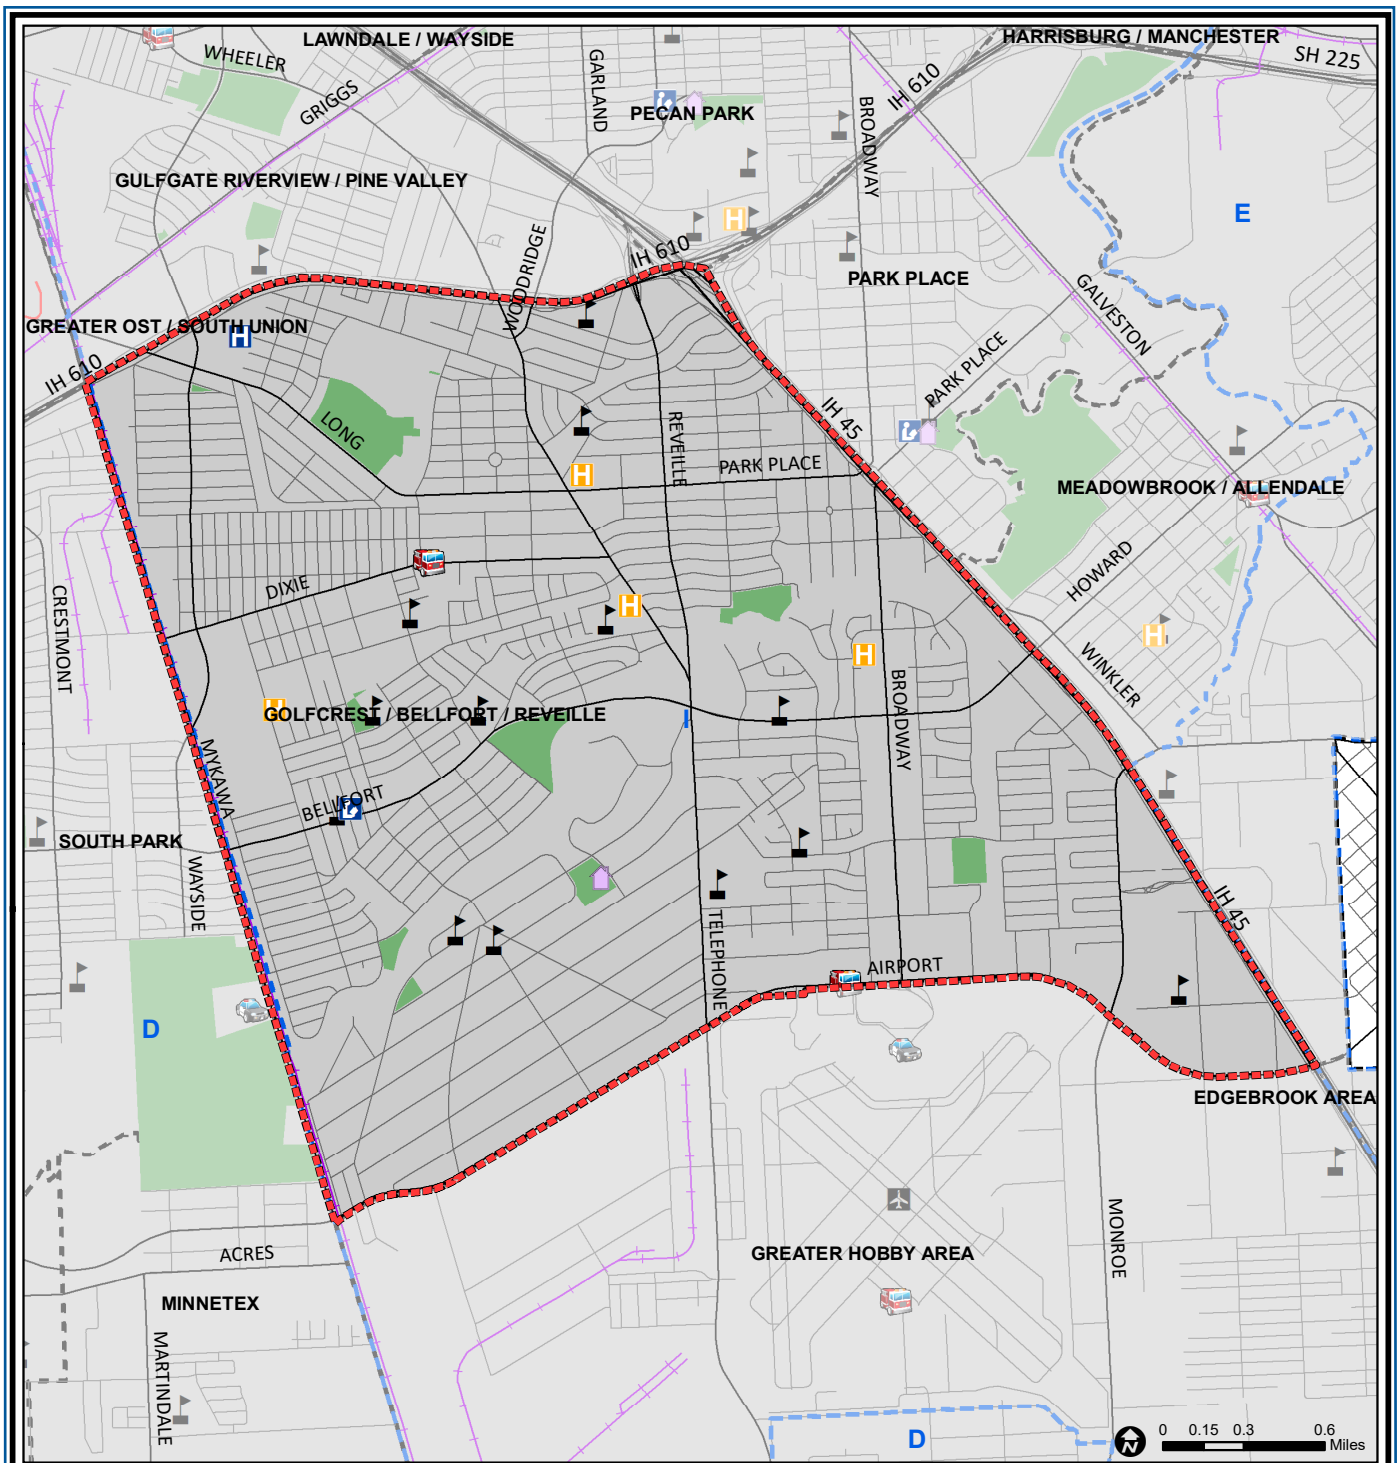 LAWNDALE / WAYSIDE
HARRISBURG / MANCHESTER
SH 225
WHEELER
GARLAND
GRIGGS
IH 610
PECAN PARK
BROADWAY
GULFGATE RIVERVIEW / PINE VALLEY
E
H
WOODRIDGE
IH 610
PARK PLACE
GALVESTON
GREATER OST / SOUTH UNION
H
IH 610
PARK PLACE
LONG
REVEILLE
IH 45
PARK PLACE
H
MEADOWBROOK / ALLENDALE
HOWARD
DIXIE
CRESTMONT
H
H
H
WINKLER
BROADWAY
H
GOLFCREST / BELLFORT / REVEILLE
I
MYKAWA
BELLFORT
SOUTH PARK
WAYSIDE
IH 45
TELEPHONE
AIRPORT
D
EDGEBROOK AREA
MONROE
ACRES
GREATER HOBBY AREA
MINNETEX
MARTINDALE
D
N
0 0.15 0.3 0.6
Miles